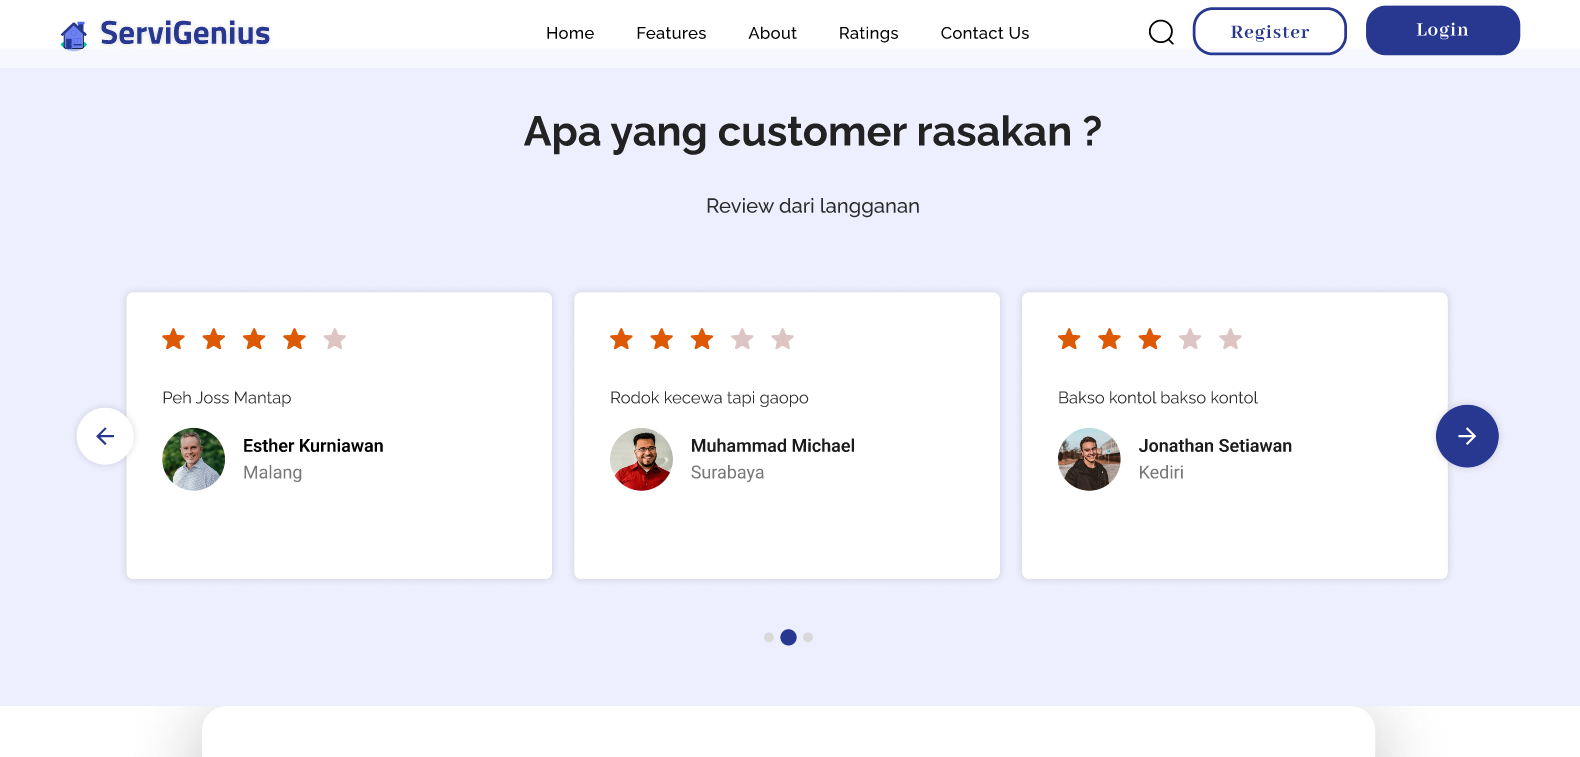 ServiGenius
Home Features About Ratings Contact Us
Register
Login
Apa yang customer rasakan ?
Review dari langganan
Peh Joss Mantap
Esther Kurniawan
Malang
Rodok kecewa tapi gaopo
Muhammad Michael
Surabaya
Bakso kontol bakso kontol
Jonathan Setiawan
Kediri